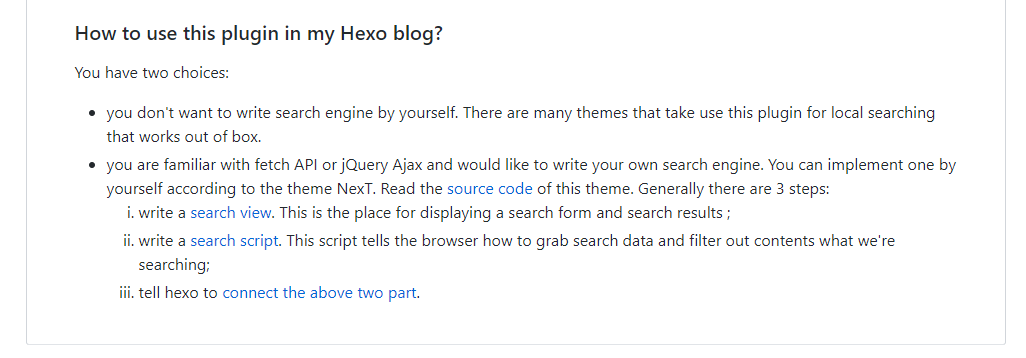 How to use this plugin in my Hexo blog?
You have two choices:
• you don't want to write search engine by yourself. There are many themes that take use this plugin for local searching
that works out of box.
• you are familiar with fetch API or jQuery Ajax and would like to write your own search engine. You can implement one by
yourself according to the theme NexT. Read the source code of this theme. Generally there are 3 steps:
i. write a search view. This is the place for displaying a search form and search results ;
ii. write a search script. This script tells the browser how to grab search data and filter out contents what we're
searching;
iii. tell hexo to connect the above two part.